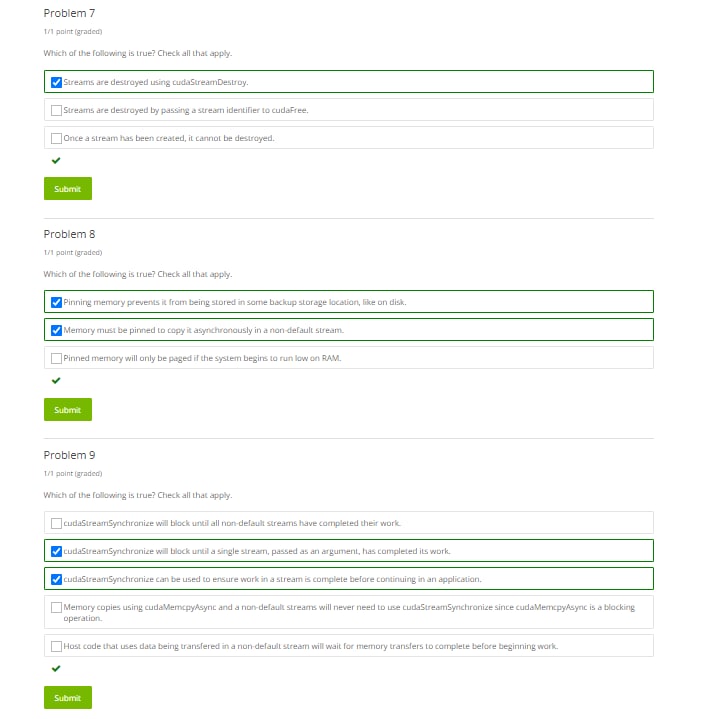 Problem 7
1/1 point (graded)
Which of the following is true? Check all that apply.
Streams are destroyed using cudaStreamDestroy.
Streams are destroyed by passing a stream identifier to cudaFree.
Once a stream has been created, it cannot be destroyed.
Submit
Problem 8
1/1 point (graded)
Which of the following is true? Check all that apply.
Pinning memory prevents it from being stored in some backup storage location, like on disk.
Memory must be pinned to copy it asynchronously in a non-default stream.
Pinned memory will only be paged if the system begins to run low on RAM.
Submit
Problem 9
1/1 point (graded)
Which of the following is true? Check all that apply.
cudaStreamSynchronize will block until all non-default streams have completed their work.
cudaStreamSynchronize will block until a single stream, passed as an argument, has completed its work.
cudaStreamSynchronize can be used to ensure work in a stream is complete before continuing in an application.
Memory copies using cudaMemcpyAsync and a non-default streams will never need to use cudaStreamSynchronize since cudaMemcpyAsync is a blocking
operation.
Host code that uses data being transfered in a non-default stream will wait for memory transfers to complete before beginning work.
Submit